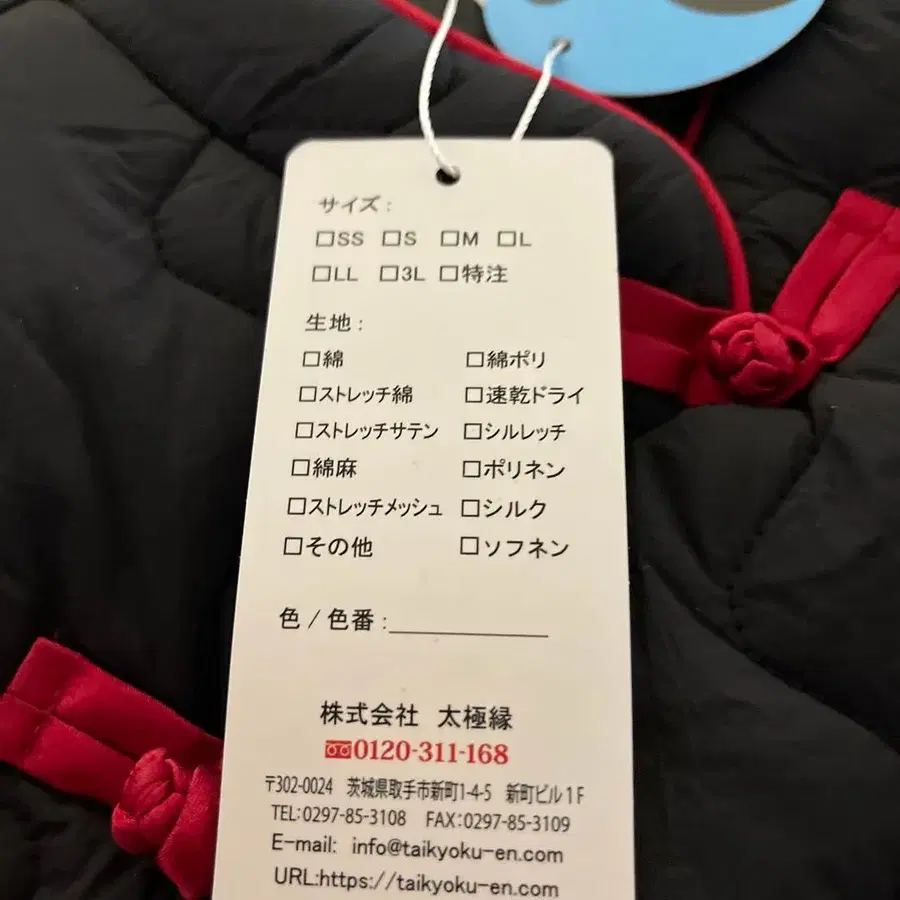 サイズ:
□SS □S □M □L
□LL □3L □特注
生地:
□綿 □綿ポリ
□ストレッチ綿 □速乾ドライ
□ストレッチサテン □シルレッチ
□綿麻 □ポリネン
□ストレッチメッシュ □シルク
□その他 □ソフネン
色/色番:__________
株式会社 太極縁
0120-311-168
〒302-0024 茨城県取手市新町1-4-5 新町ビル1F
TEL:0297-85-3108 FAX:0297-85-3109
E-mail: info@taikyoku-en.com
URL:https://taikyoku-en.com